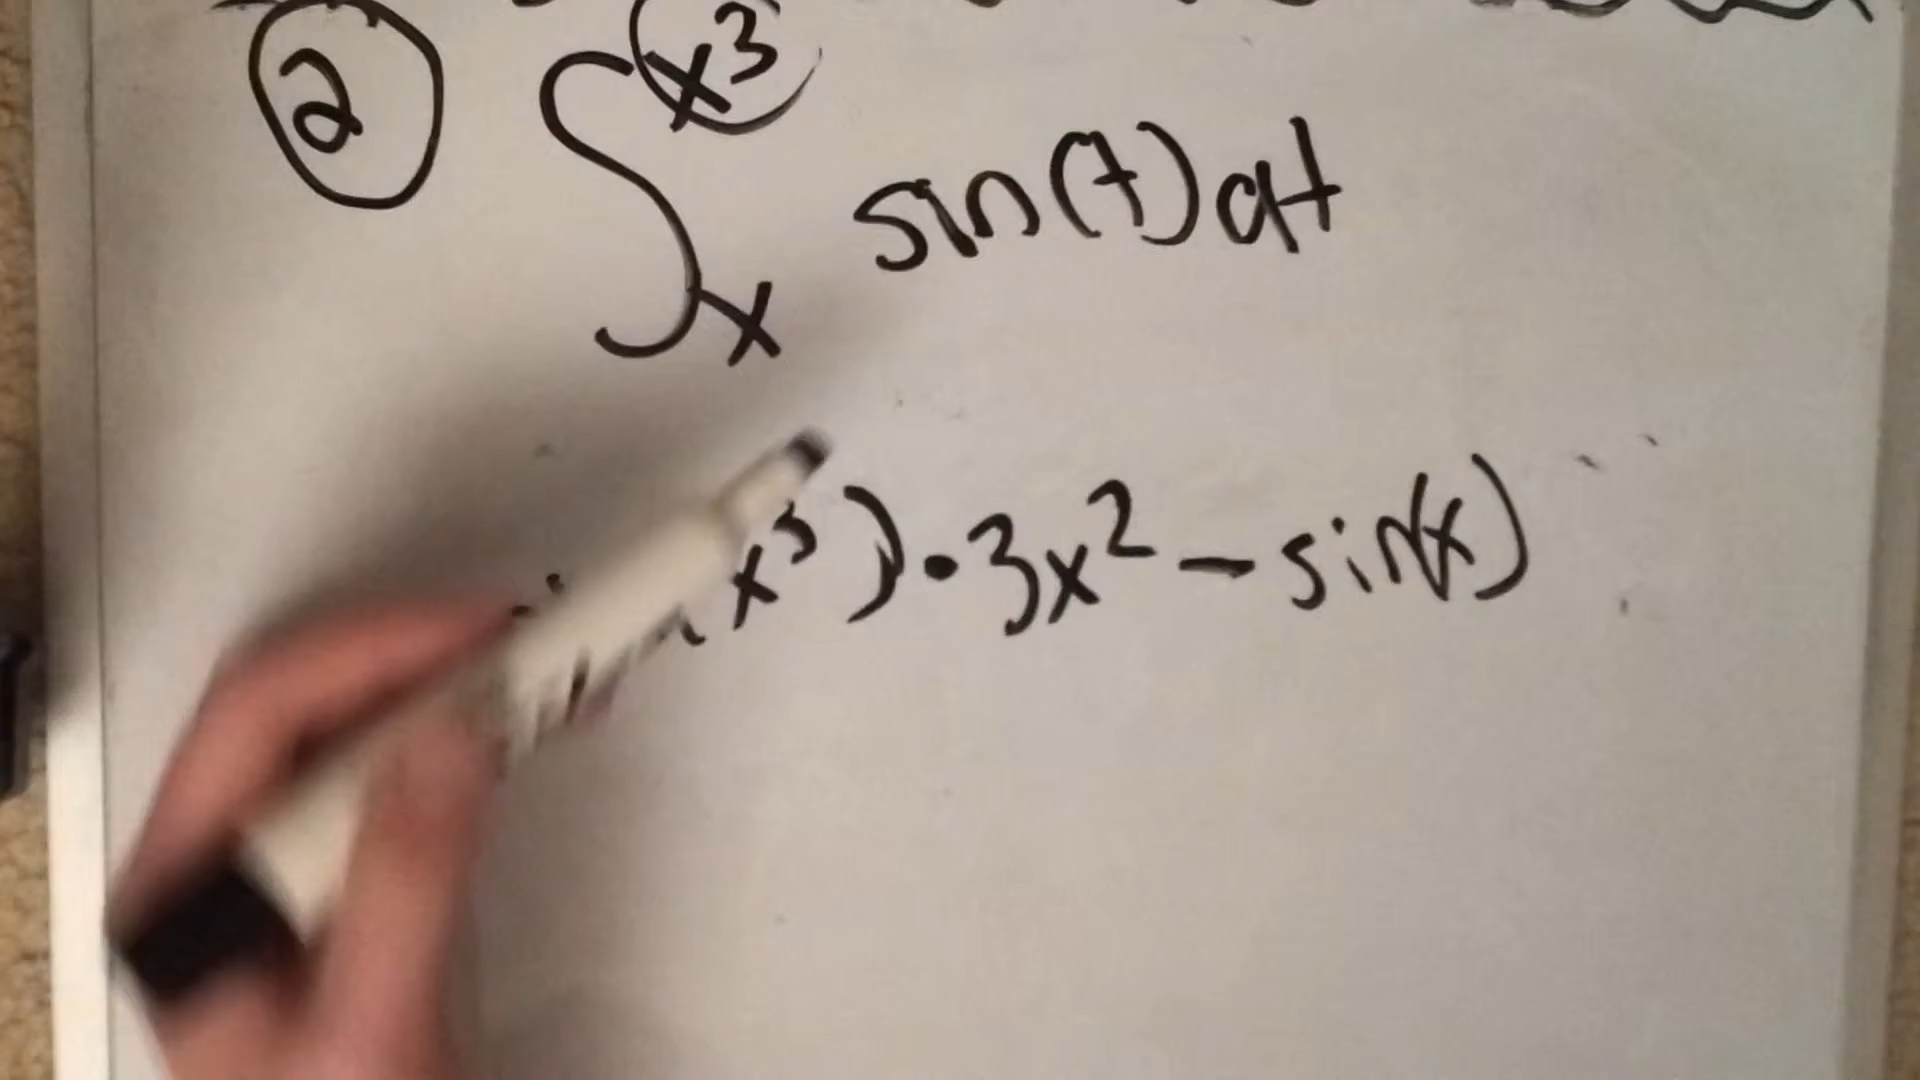 ② ∫ₓ^x³ sin(t)dt
(x³)·3x² - sin(x)